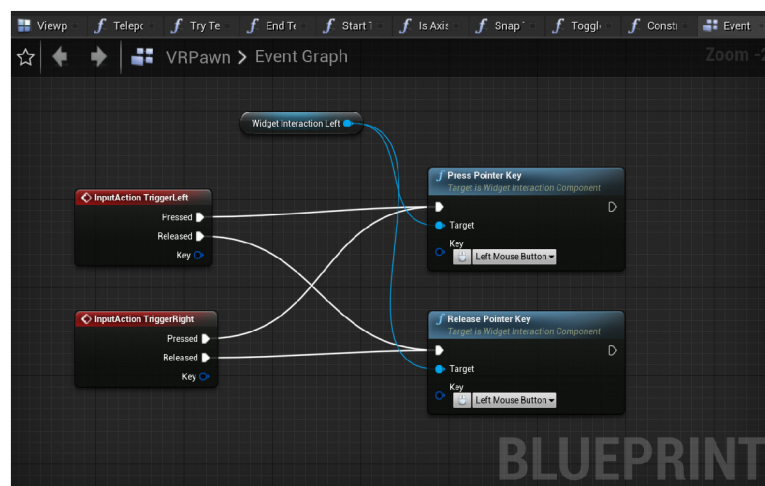 Viewp
f Telepo
f Try Te
f End Te
f Start T
f Is Axis
f Snap T
f Toggl
f Constr
Event
VRPawn > Event Graph
Zoom -2
Widget Interaction Left
InputAction TriggerLeft
Pressed
Released
Key
InputAction TriggerRight
Pressed
Released
Key
f Press Pointer Key
Target is Widget Interaction Component
Target
Key
Left Mouse Button
f Release Pointer Key
Target is Widget Interaction Component
Target
Key
Left Mouse Button
BLUEPRINT